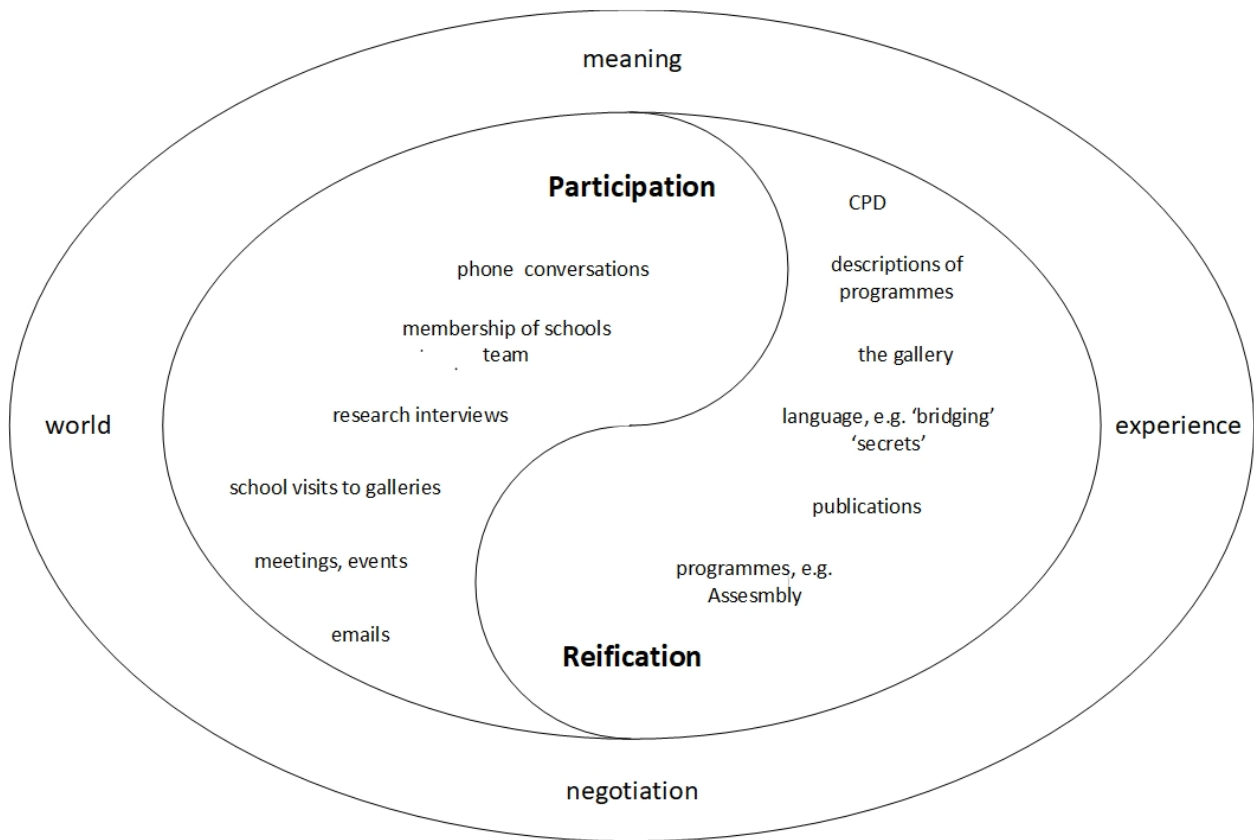 meaning
Participation
CPD
phone conversations
descriptions of
programmes
membership of schools
team
the gallery
research interviews
language, e.g. ‘bridging’
‘secrets’
world
experience
school visits to galleries
publications
meetings, events
programmes, e.g.
Assesmbly
emails
Reification
negotiation